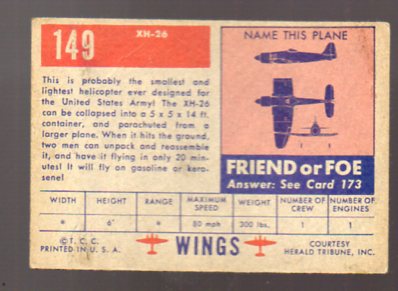 149
XH-26
This is probably the smallest and
lightest helicopter ever designed for
the United States Army! The XH-26
can be collapsed into a 5 x 5 x 14 ft.
container, and parachuted from a
larger plane. When it hits the ground,
two men can unpack and reassemble
it, and have it flying in only 20 min-
utes! It will fly on gasoline or kero-
sene!
NAME THIS PLANE
FRIEND or FOE
Answer: See Card 173
WIDTH HEIGHT RANGE MAXIMUM SPEED WEIGHT NUMBER OF CREW NUMBER OF ENGINES
* 6" * 80 mph 300 lbs. 1 1
© T. C. C.
PRINTED IN U. S. A.
WINGS
COURTESY
HERALD TRIBUNE, INC.